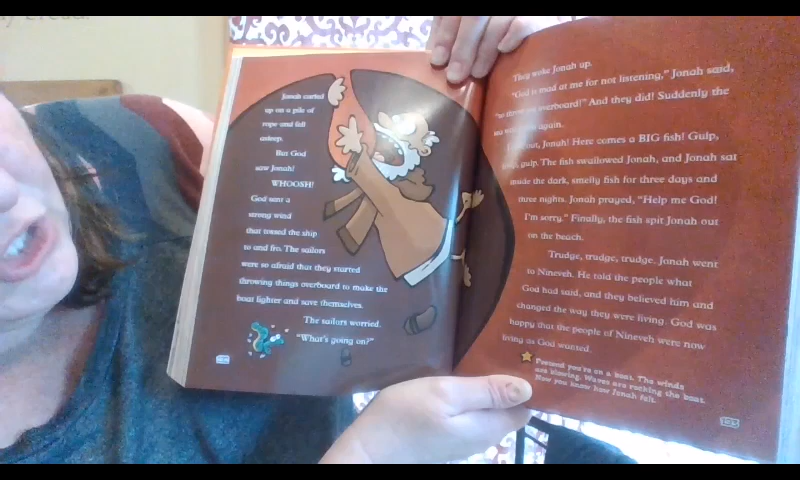 Jonah curled
up on a pile of
rope and fell
asleep.
But God
saw Jonah!
WHOOSH!
God sent a
strong wind
that tossed the ship
to and fro. The sailors
were so afraid that they started
throwing things overboard to make the
boat lighter and save themselves.
The sailors worried.
"What's going on?"
They woke Jonah up.
"God is mad at me for not listening," Jonah said,
"so throw me overboard!" And they did! Suddenly the
again.
out, Jonah! Here comes a BIG fish! Gulp,
gulp. The fish swallowed Jonah, and Jonah sat
inside the dark, smelly fish for three days and
three nights. Jonah prayed, "Help me God!
I'm sorry." Finally, the fish spit Jonah out
on the beach.
Trudge, trudge, trudge. Jonah went
to Nineveh. He told the people what
God had said, and they believed him and
changed the way they were living. God was
happy that the people of Nineveh were now
living as God wanted.
Pretend you're on a boat. The winds
are blowing. Waves are rocking the boat.
Now you know how Jonah felt.